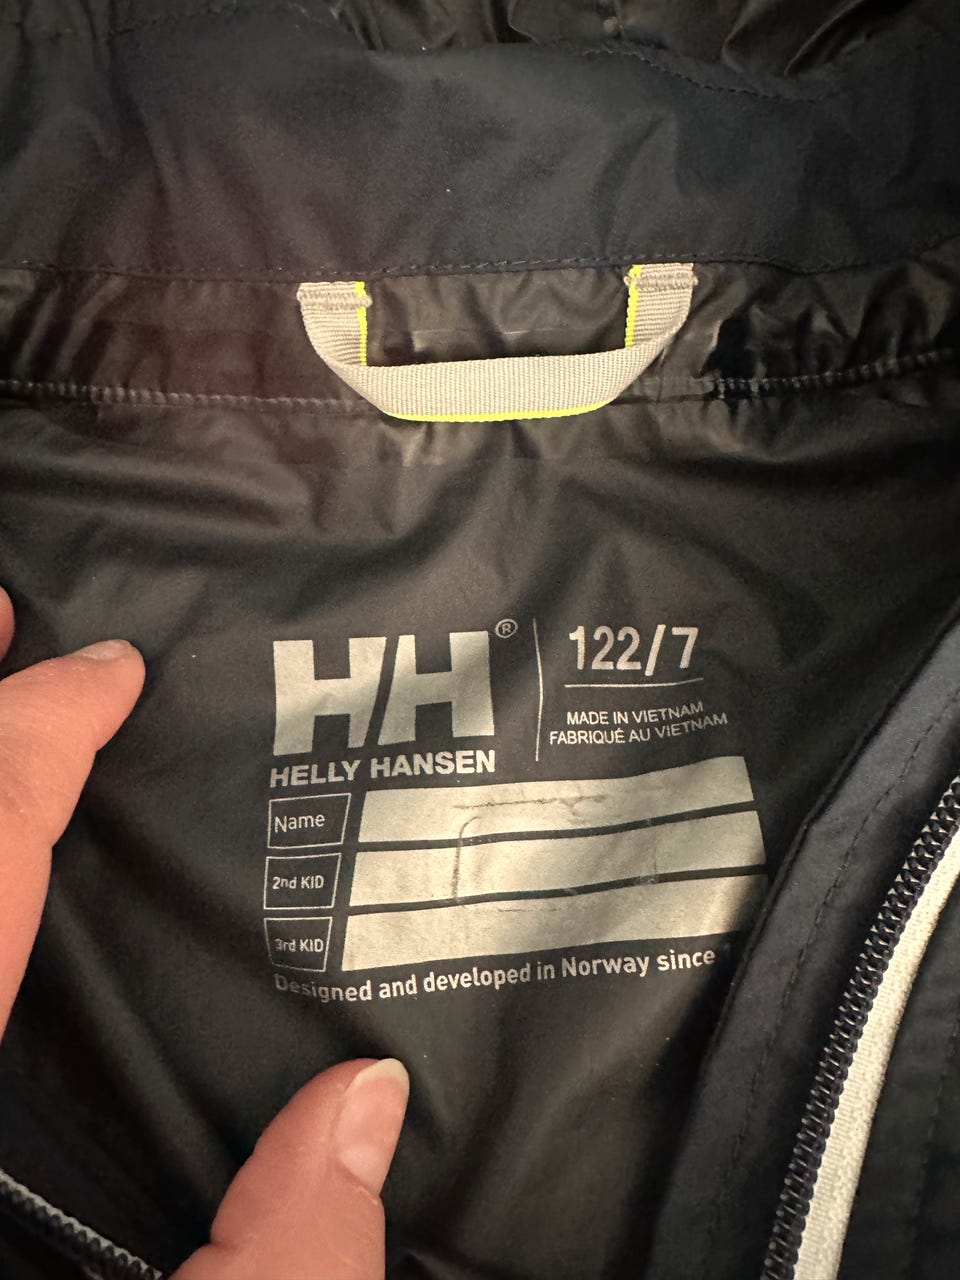 HH®
HELLY HANSEN
122/7
MADE IN VIETNAM
FABRIQUÉ AU VIETNAM
Name
2nd KID
3rd KID
Designed and developed in Norway since